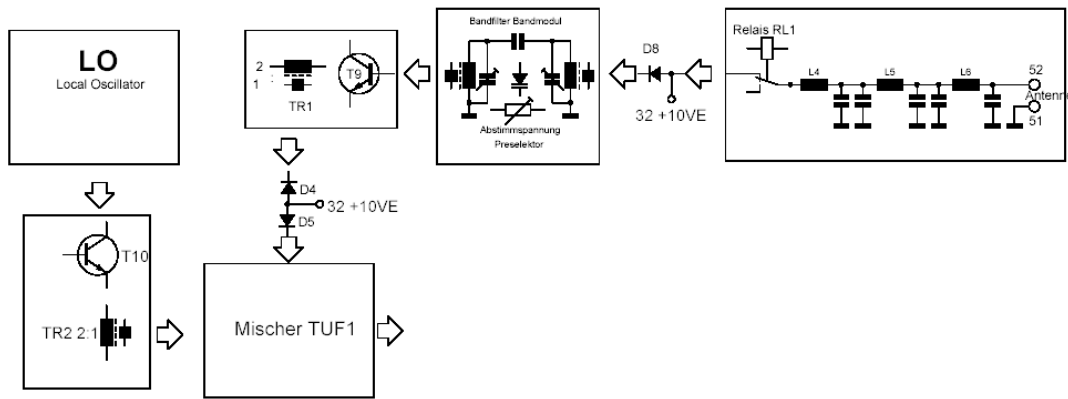 LO
Local Oscillator
2
1 :
TR1
T9
Bandfilter Bandmodul
Abstimmspannung
Preselektor
D8
32 +10VE
Relais RL1
L4
L5
L6
52
Antenne
51
D4
32 +10VE
D5
T10
TR2 2:1
Mischer TUF1